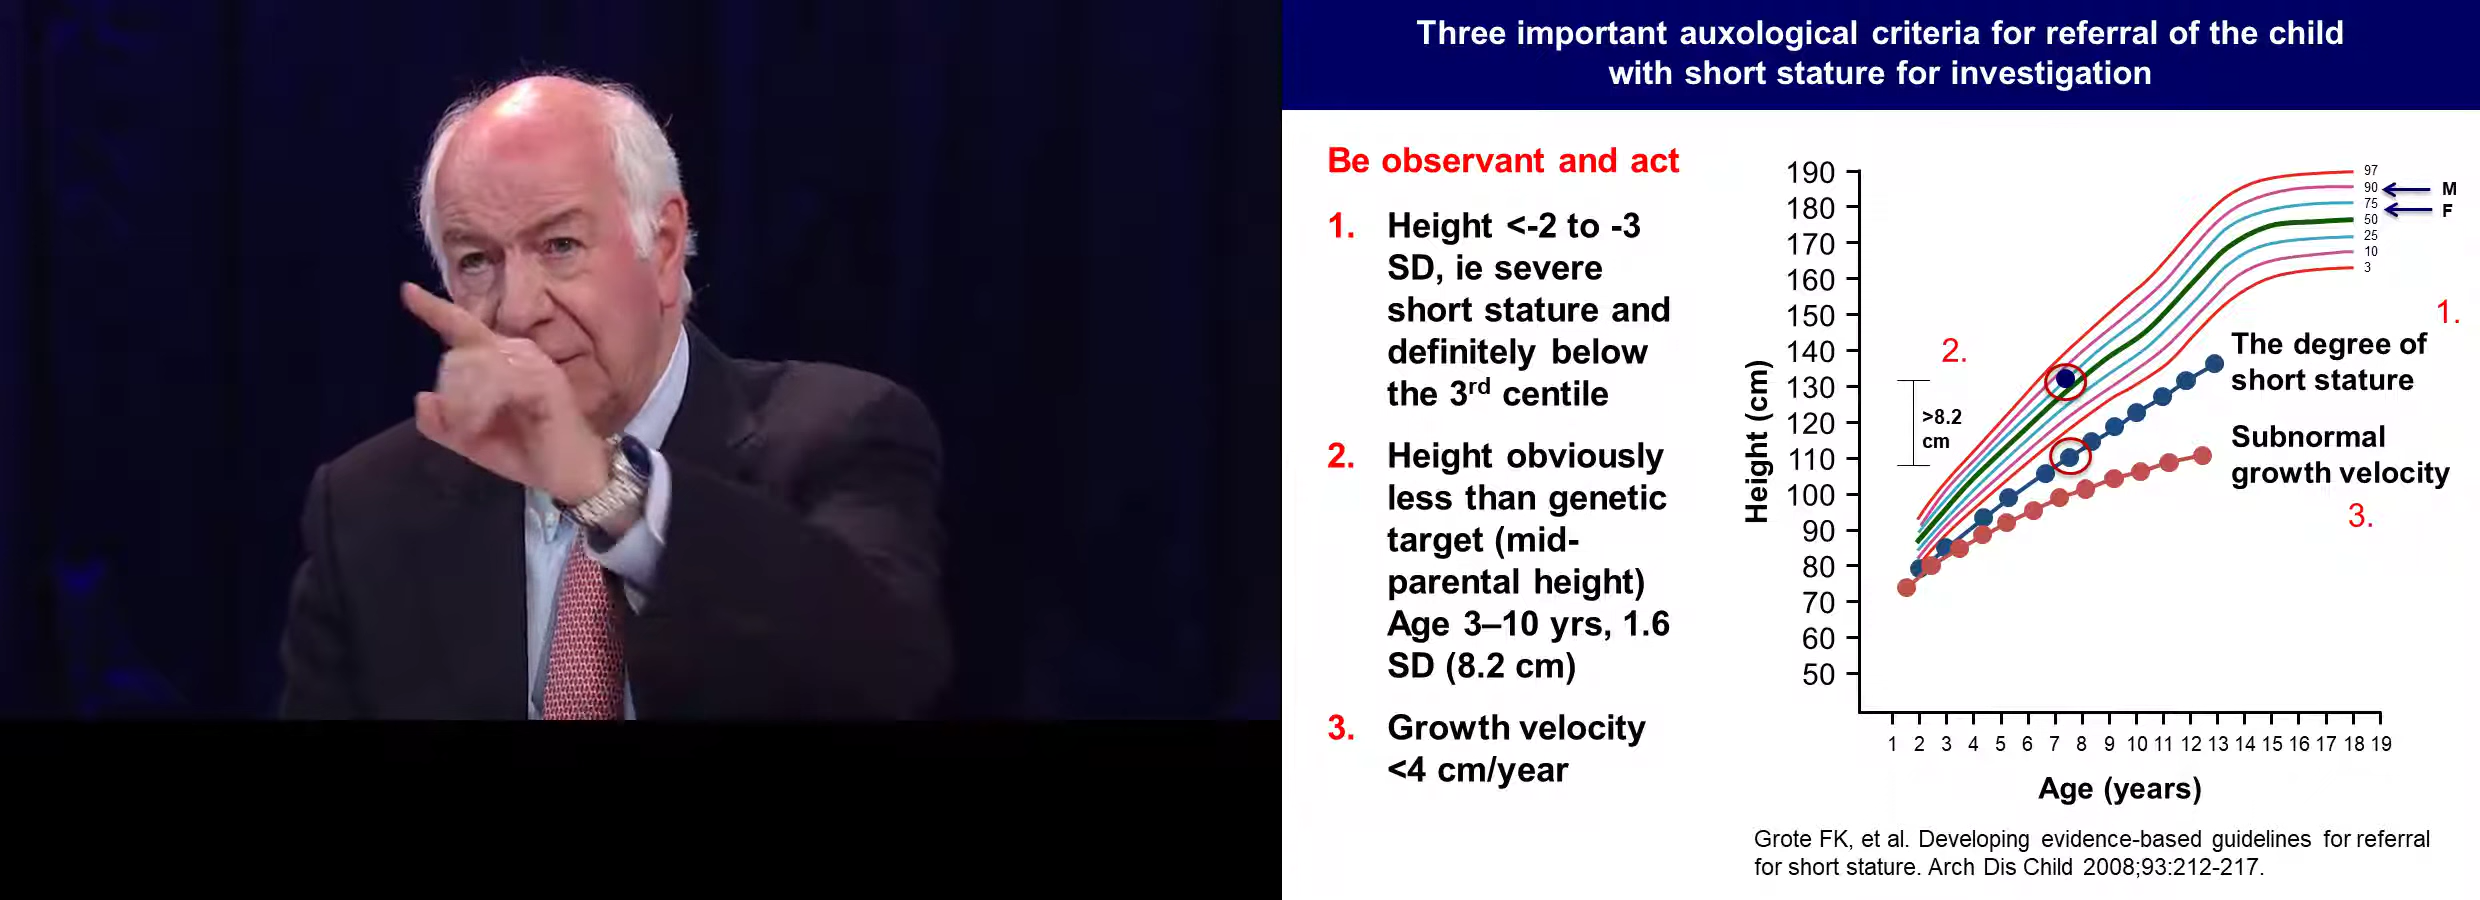 Three important auxological criteria for referral of the child
with short stature for investigation
Be observant and act
1. Height <-2 to -3
SD, ie severe
short stature and
definitely below
the 3rd centile
2. Height obviously
less than genetic
target (mid-
parental height)
Age 3–10 yrs, 1.6
SD (8.2 cm)
3. Growth velocity
<4 cm/year
Height (cm)
190
180
170
160
150
140
130
120
110
100
90
80
70
60
50
97
90
75
50
25
10
3
M
F
1.
The degree of
short stature
2.
>8.2
cm
Subnormal
growth velocity
3.
1 2 3 4 5 6 7 8 9 10 11 12 13 14 15 16 17 18 19
Age (years)
Grote FK, et al. Developing evidence-based guidelines for referral
for short stature. Arch Dis Child 2008;93:212-217.